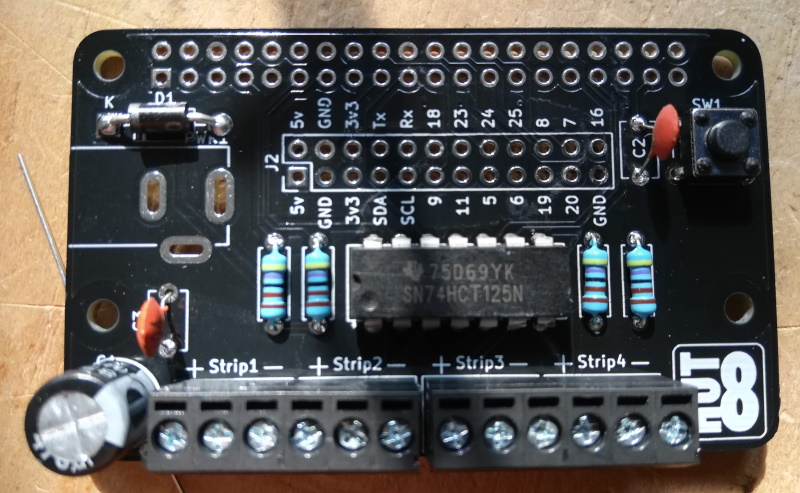 K D1
SW1
5v GND 3v3 Tx Rx 18 23 24 25 8 7 16
C2
J2
5v GND 3v3 SDA SCL 9 11 5 6 19 20 GND
75D69YK
SN74HCT125N
+ Strip1 — + Strip2 — + Strip3 — + Strip4 —
HUT
8